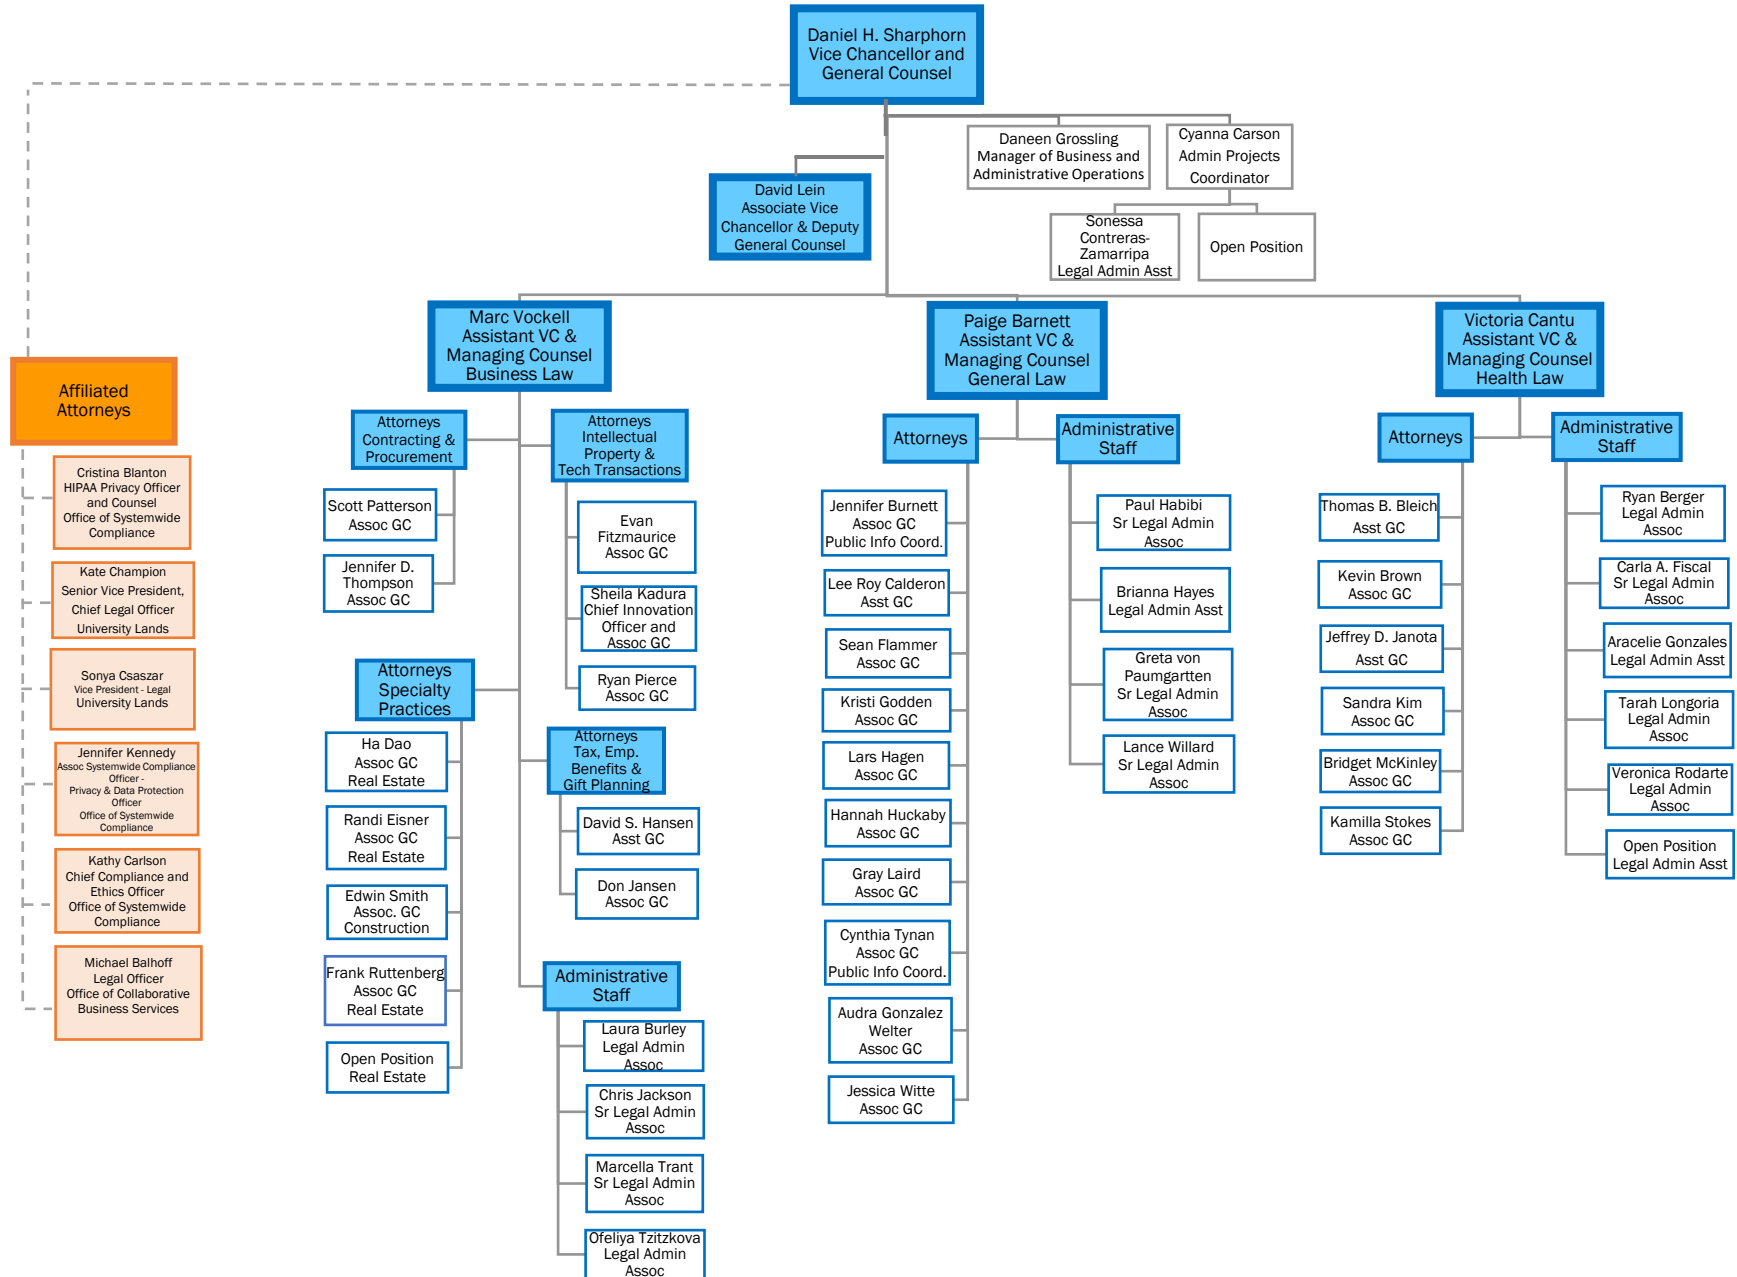 Daniel H. Sharphorn
Vice Chancellor and
General Counsel
Daneen Grossling
Manager of Business and
Administrative Operations
Cyanna Carson
Admin Projects
Coordinator
David Lein
Associate Vice
Chancellor & Deputy
General Counsel
Sonessa
Contreras-
Zamarripa
Legal Admin Asst
Open Position
Affiliated
Attorneys
Cristina Blanton
HIPAA Privacy Officer
and Counsel
Office of Systemwide
Compliance
Kate Champion
Senior Vice President,
Chief Legal Officer
University Lands
Sonya Csaszar
Vice President - Legal
University Lands
Jennifer Kennedy
Assoc Systemwide Compliance
Officer -
Privacy & Data Protection
Officer
Office of Systemwide
Compliance
Kathy Carlson
Chief Compliance and
Ethics Officer
Office of Systemwide
Compliance
Michael Balhoff
Legal Officer
Office of Collaborative
Business Services
Marc Vockell
Assistant VC &
Managing Counsel
Business Law
Attorneys
Contracting &
Procurement
Scott Patterson
Assoc GC
Jennifer D.
Thompson
Assoc GC
Attorneys
Intellectual
Property &
Tech Transactions
Evan
Fitzmaurice
Assoc GC
Sheila Kadura
Chief Innovation
Officer and
Assoc GC
Ryan Pierce
Assoc GC
Attorneys
Specialty
Practices
Ha Dao
Assoc GC
Real Estate
Randi Eisner
Assoc GC
Real Estate
Edwin Smith
Assoc. GC
Construction
Frank Ruttenberg
Assoc GC
Real Estate
Open Position
Real Estate
Attorneys
Tax, Emp.
Benefits &
Gift Planning
David S. Hansen
Asst GC
Don Jansen
Assoc GC
Administrative
Staff
Laura Burley
Legal Admin
Assoc
Chris Jackson
Sr Legal Admin
Assoc
Marcella Trant
Sr Legal Admin
Assoc
Ofeliya Tzitzkova
Legal Admin
Assoc
Paige Barnett
Assistant VC &
Managing Counsel
General Law
Attorneys
Jennifer Burnett
Assoc GC
Public Info Coord.
Lee Roy Calderon
Asst GC
Sean Flammer
Assoc GC
Kristi Godden
Assoc GC
Lars Hagen
Assoc GC
Hannah Huckaby
Assoc GC
Gray Laird
Assoc GC
Cynthia Tynan
Assoc GC
Public Info Coord.
Audra Gonzalez
Welter
Assoc GC
Jessica Witte
Assoc GC
Administrative
Staff
Paul Habibi
Sr Legal Admin
Assoc
Brianna Hayes
Legal Admin Asst
Greta von
Paumgartten
Sr Legal Admin
Assoc
Lance Willard
Sr Legal Admin
Assoc
Victoria Cantu
Assistant VC &
Managing Counsel
Health Law
Attorneys
Thomas B. Bleich
Asst GC
Kevin Brown
Assoc GC
Jeffrey D. Janota
Asst GC
Sandra Kim
Assoc GC
Bridget McKinley
Assoc GC
Kamilla Stokes
Assoc GC
Administrative
Staff
Ryan Berger
Legal Admin
Assoc
Carla A. Fiscal
Sr Legal Admin
Assoc
Aracelie Gonzales
Legal Admin Asst
Tarah Longoria
Legal Admin
Assoc
Veronica Rodarte
Legal Admin
Assoc
Open Position
Legal Admin Asst